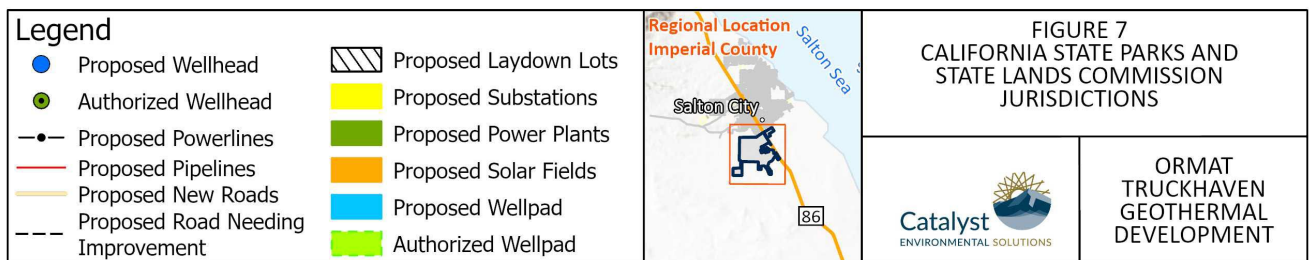 Legend
Proposed Wellhead
Authorized Wellhead
Proposed Powerlines
Proposed Pipelines
Proposed New Roads
Proposed Road Needing
Improvement
Proposed Laydown Lots
Proposed Substations
Proposed Power Plants
Proposed Solar Fields
Proposed Wellpad
Authorized Wellpad
Regional Location
Imperial County
Salton Sea
Salton City
86
FIGURE 7
CALIFORNIA STATE PARKS AND
STATE LANDS COMMISSION
JURISDICTIONS
Catalyst
ENVIRONMENTAL SOLUTIONS
ORMAT
TRUCKHAVEN
GEOTHERMAL
DEVELOPMENT